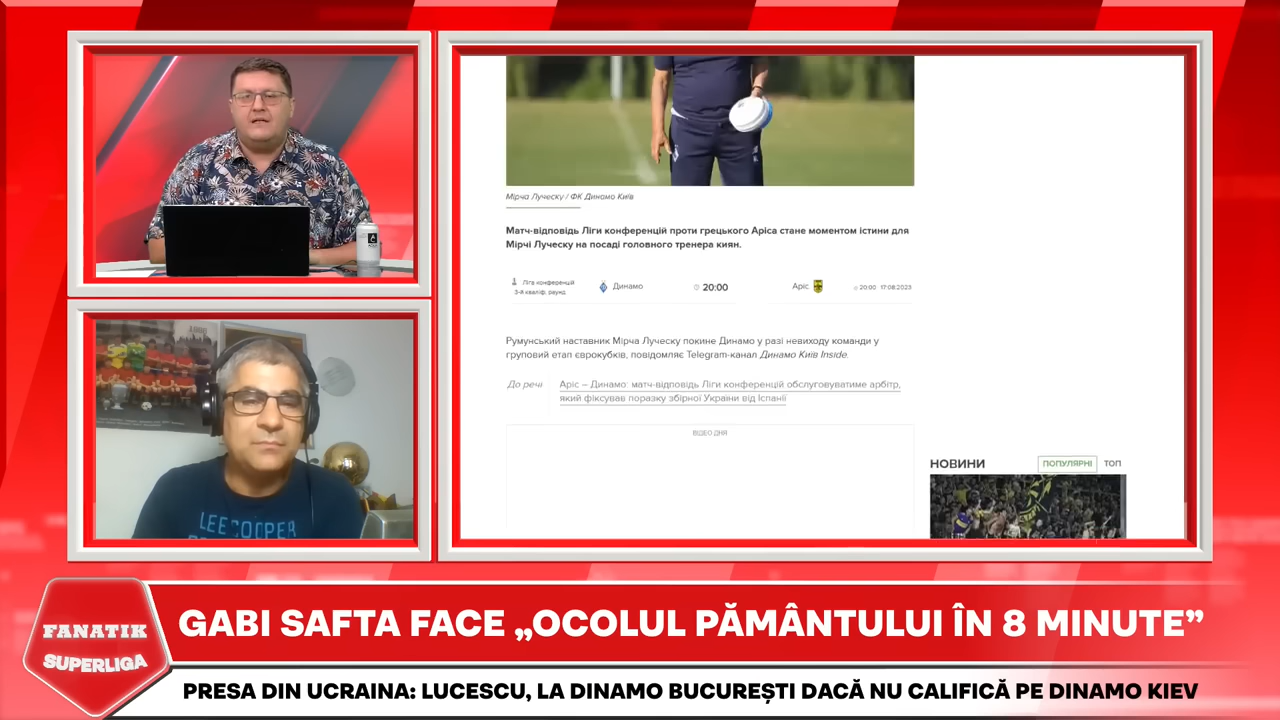 Мірча Луческу / ФК Динамо Київ
Матч-відповідь Ліги конференцій проти грецького Аріса стане моментом істини для
Мірчі Луческу на посаді головного тренера киян.
Ліга конференцій
3-й кваліф. раунд
Динамо
20:00
Аріс
20:00 17.08.2023
Румунський наставник Мірча Луческу покине Динамо у разі невиходу команди у
груповий етап єврокубків, повідомляє Telegram-канал Динамо Київ Inside.
До речі
Аріс – Динамо: матч-відповідь Ліги конференцій обслуговуватиме арбітр,
який фіксував поразку збірної України від Іспанії
ВІДЕО ДНЯ
НОВИНИ
ПОПУЛЯРНІ
ТОП
LEE COOPER
FANATIK
SUPERLIGA
GABI SAFTA FACE „OCOLUL PĂMÂNTULUI ÎN 8 MINUTE”
PRESA DIN UCRAINA: LUCESCU, LA DINAMO BUCUREȘTI DACĂ NU CALIFICĂ PE DINAMO KIEV